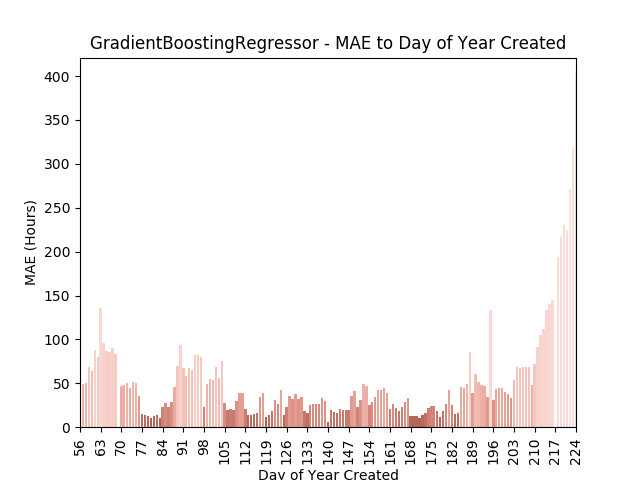 GradientBoostingRegressor - MAE to Day of Year Created
MAE (Hours)
400
350
300
250
200
150
100
50
0
56 63 70 77 84 91 98 105 112 119 126 133 140 147 154 161 168 175 182 189 196 203 210 217 224
Day of Year Created